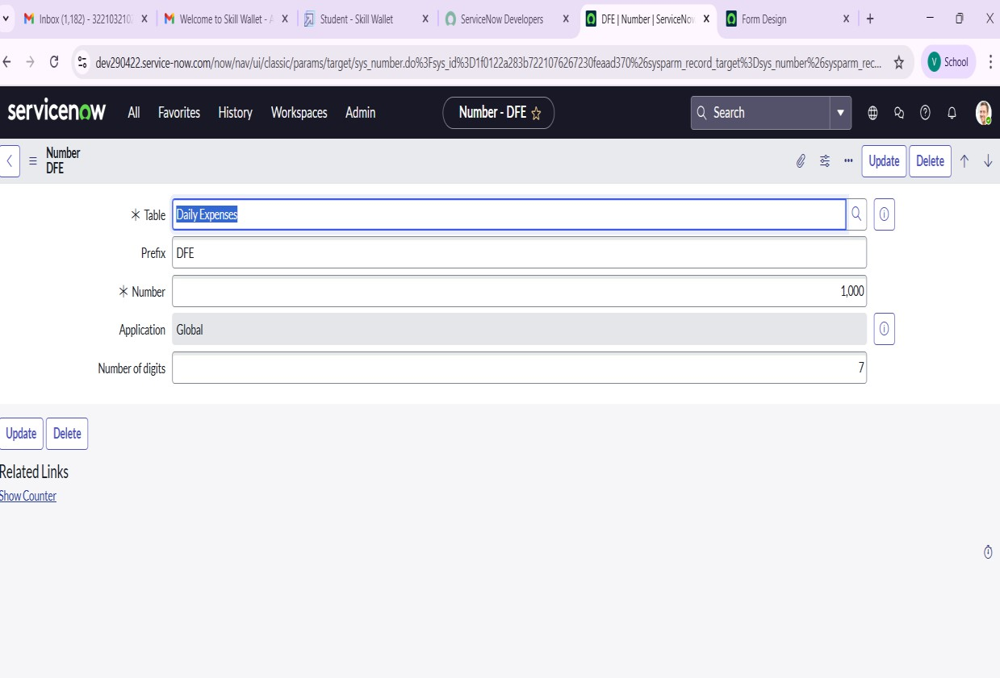 Inbox (1,182) - 3221032102
Welcome to Skill Wallet - A
Student - Skill Wallet
ServiceNow Developers
DFE | Number | ServiceNow
Form Design
dev290422.service-now.com/now/nav/ui/classic/params/target/sys_number.do%3Fsys_id%3D1f0122a283b7221076267230feaad370%26sysparm_record_target%3Dsys_number%26sysparm_rec...
V School
servicenow All Favorites History Workspaces Admin Number - DFE Search
Number
DFE
Update Delete
Table Daily Expenses
Prefix DFE
Number 1,000
Application Global
Number of digits 7
Update Delete
Related Links
Show Counter